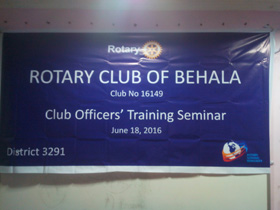 Rotary
ROTARY CLUB OF BEHALA
Club No 16149
Club Officers' Training Seminar
June 18, 2016
District 3291